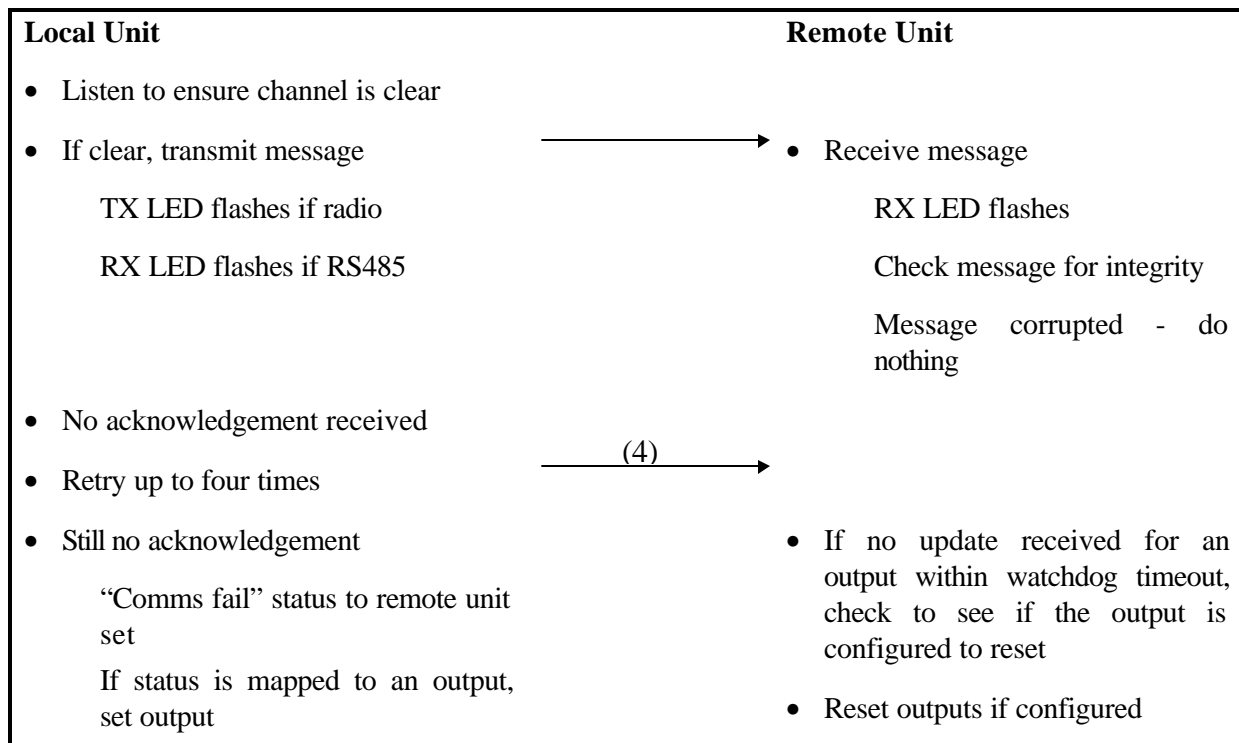 Local Unit
Remote Unit
• Listen to ensure channel is clear
• If clear, transmit message
• Receive message
TX LED flashes if radio
RX LED flashes
RX LED flashes if RS485
Check message for integrity
Message corrupted - do
nothing
• No acknowledgement received
(4)
• Retry up to four times
• Still no acknowledgement
“Comms fail” status to remote unit
set
If status is mapped to an output,
set output
• If no update received for an
output within watchdog timeout,
check to see if the output is
configured to reset
• Reset outputs if configured